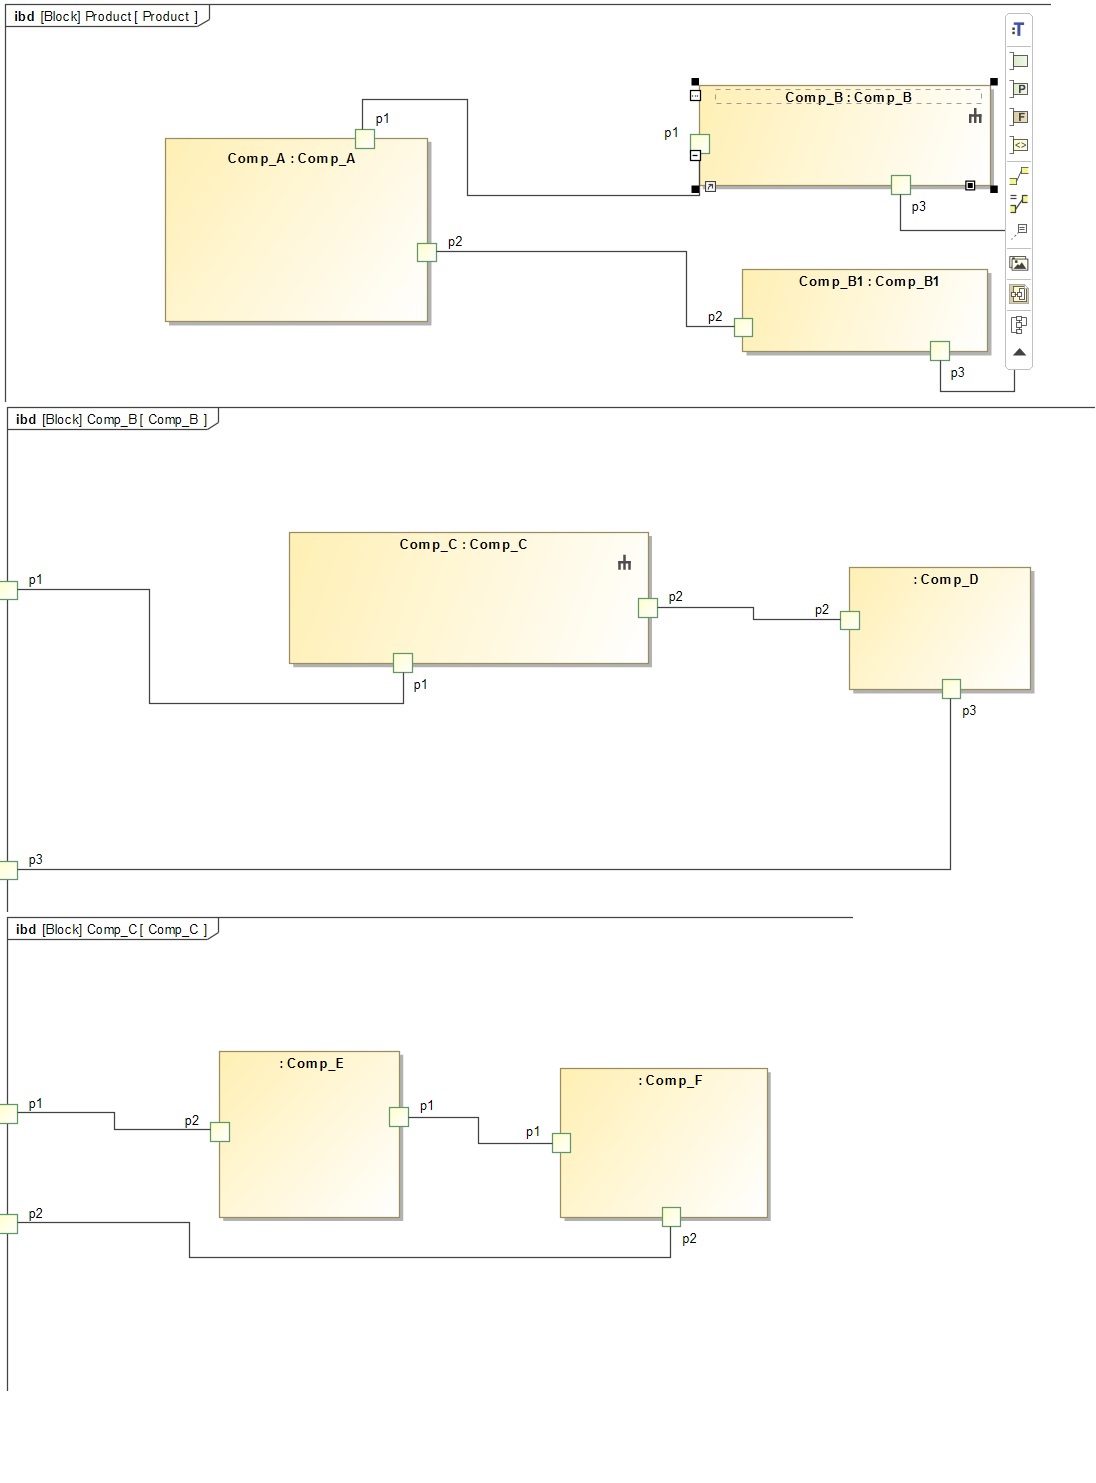 ibd [Block] Product [ Product ]
p1
Comp_A : Comp_A
p2
Comp_B : Comp_B
p1
p3
Comp_B1 : Comp_B1
p2
p3
:T
P
F
<>
ibd [Block] Comp_B [ Comp_B ]
p1
Comp_C : Comp_C
p2
p1
: Comp_D
p2
p3
p3
ibd [Block] Comp_C [ Comp_C ]
p1
: Comp_E
p2
p1
: Comp_F
p1
p2
p2